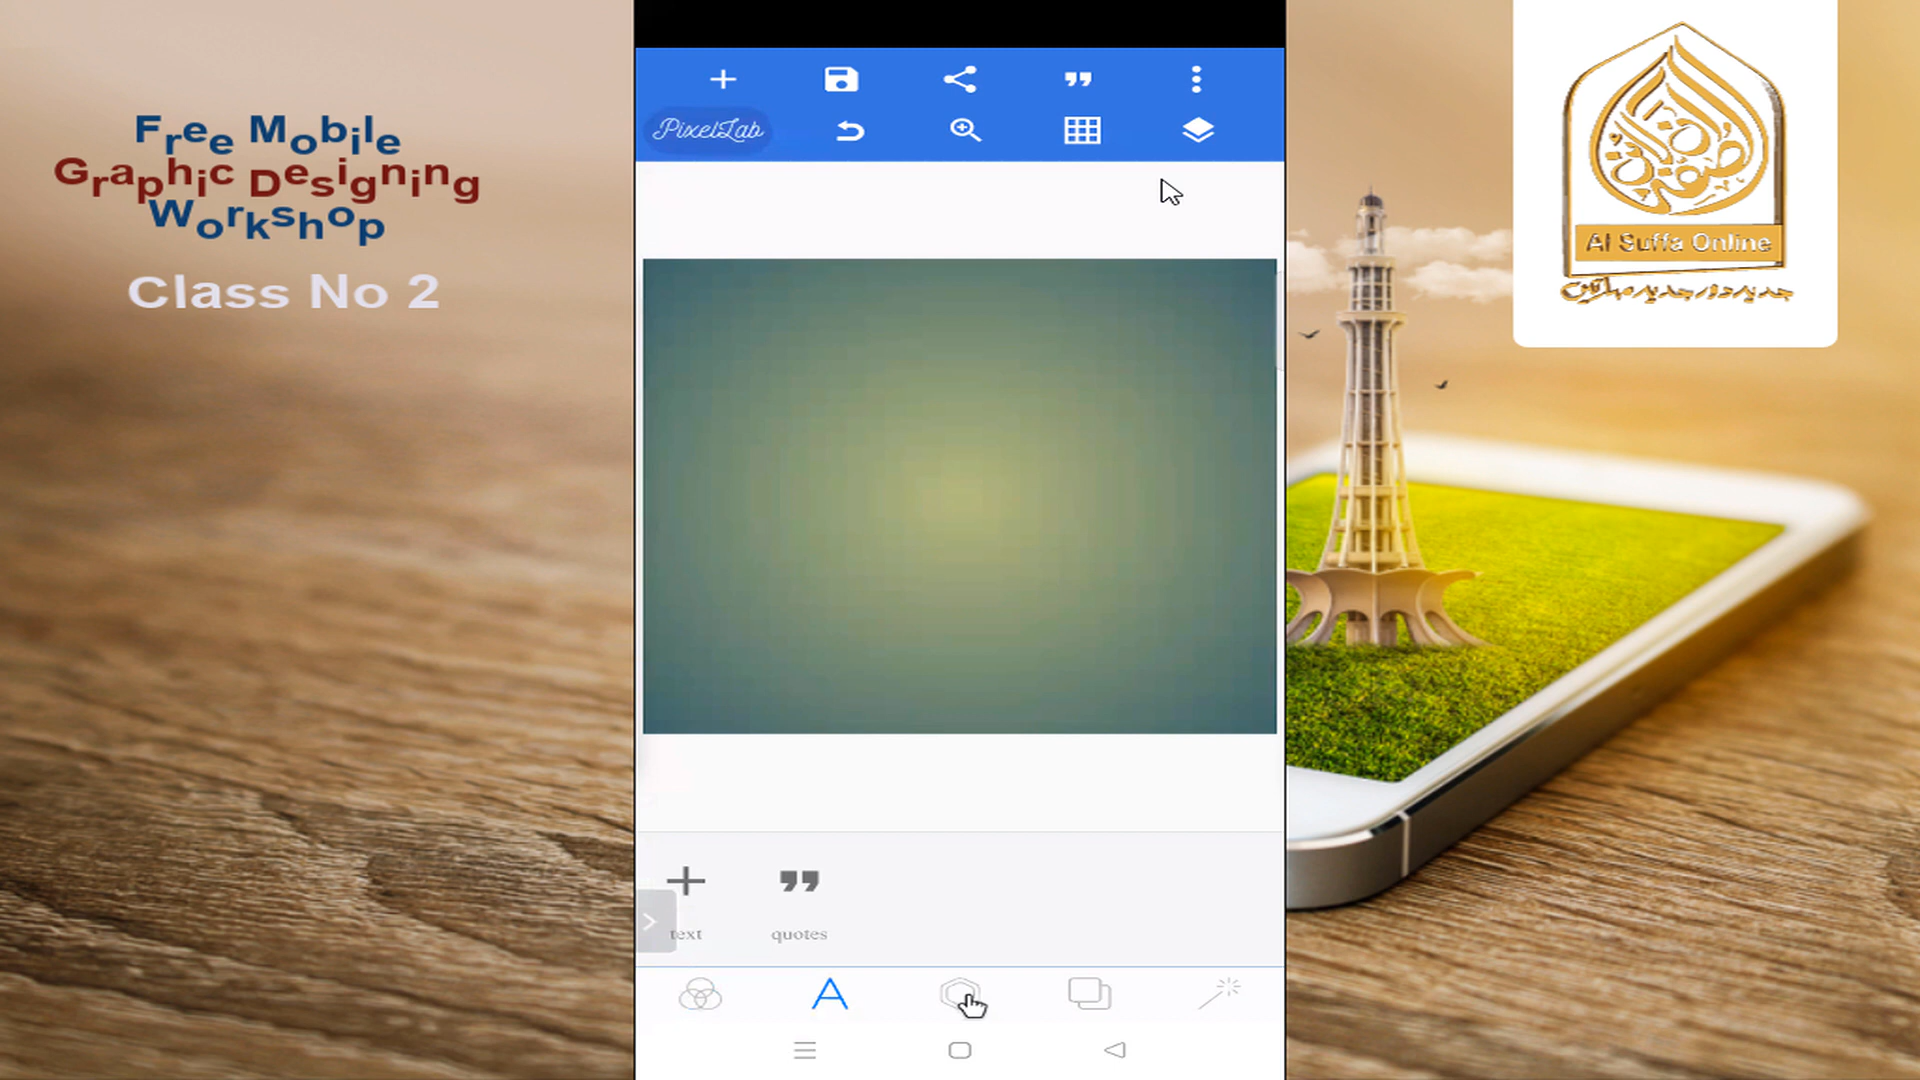 Free Mobile
Graphic Designing
Workshop
Class No 2
PixelLab
text
quotes
Al Suffa Online